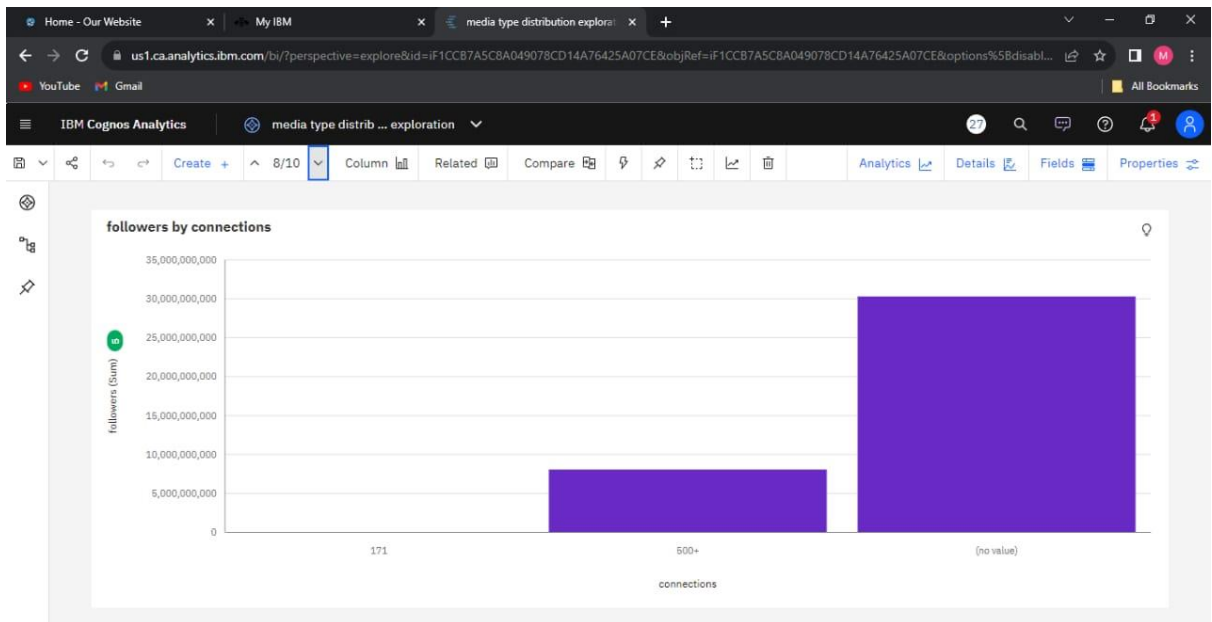 Home - Our Website
My IBM
media type distribution explorat
us1.ca.analytics.ibm.com/bi/?perspective=explore&id=iF1CCB7A5C8A049078CD14A76425A07CE&objRef=iF1CCB7A5C8A049078CD14A76425A07CE&options%5Bdisabl...
M
YouTube
Gmail
All Bookmarks
IBM Cognos Analytics
media type distrib ... exploration
27
1
Create +
8/10
Column
Related
Compare
Analytics
Details
Fields
Properties
followers by connections
35,000,000,000
30,000,000,000
25,000,000,000
20,000,000,000
15,000,000,000
10,000,000,000
5,000,000,000
0
followers (Sum)
5
171
500+
(no value)
connections